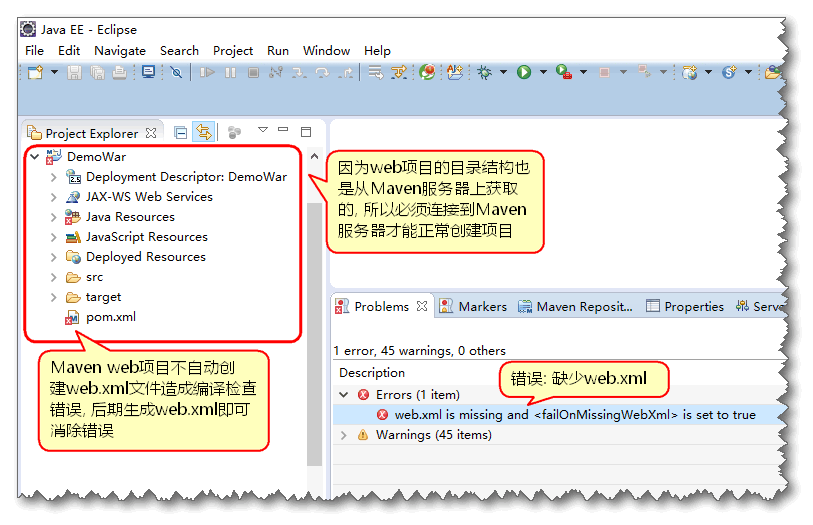 Java EE - Eclipse
File Edit Navigate Search Project Run Window Help
Project Explorer
DemoWar
Deployment Descriptor: DemoWar
JAX-WS Web Services
Java Resources
JavaScript Resources
Deployed Resources
src
target
pom.xml
因为web项目的目录结构也
是从Maven服务器上获取
的, 所以必须连接到Maven
服务器才能正常创建项目
Maven web项目不自动创
建web.xml文件造成编译检查
错误, 后期生成web.xml即可
消除错误
Problems Markers Maven Reposit... Properties Serve
1 error, 45 warnings, 0 others
Description
错误: 缺少web.xml
Errors (1 item)
web.xml is missing and <failOnMissingWebXml> is set to true
Warnings (45 items)